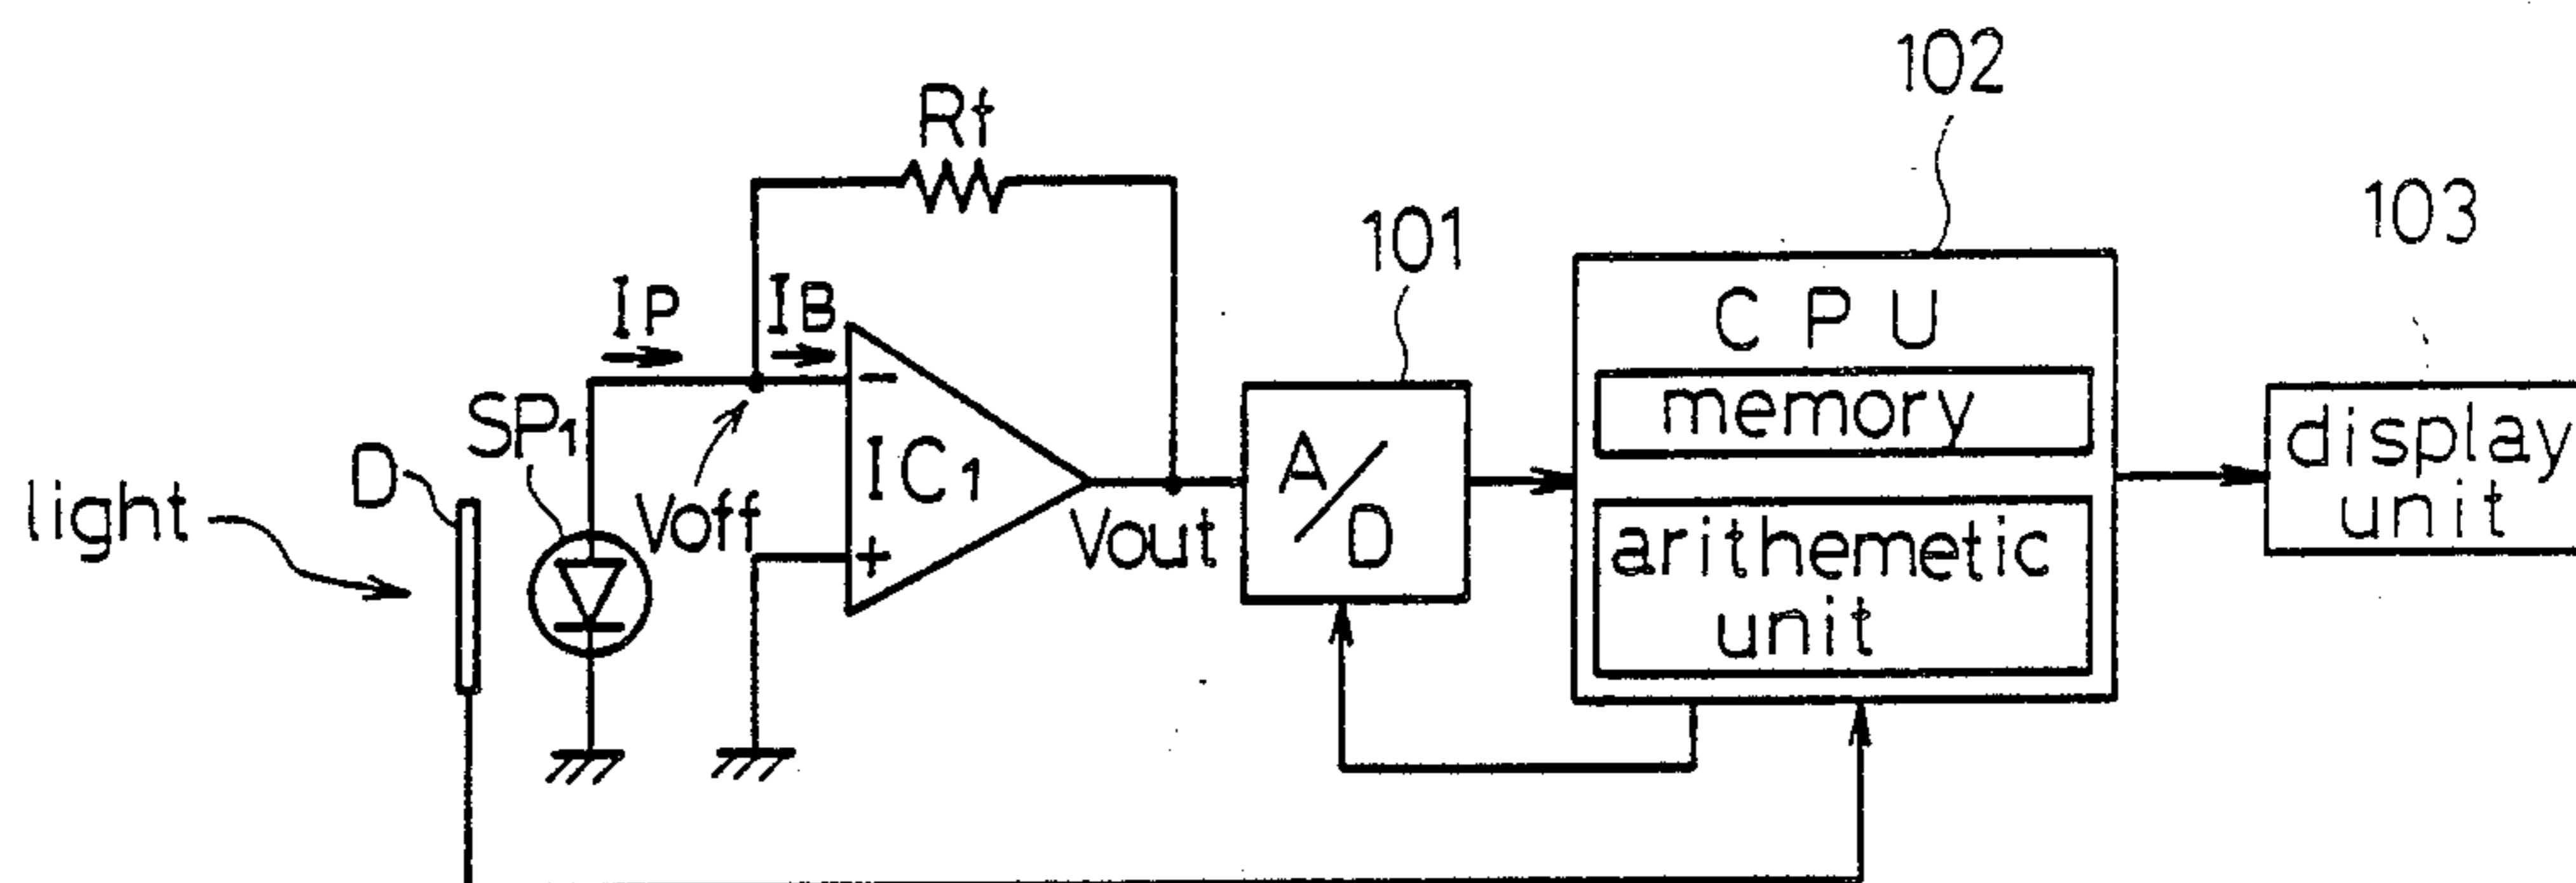 102
Rf
101
103
IP
IB
C P U
memory
SP1
D
light
Voff
IC1
−
+
Vout
A/D
arithemetic
unit
display
unit